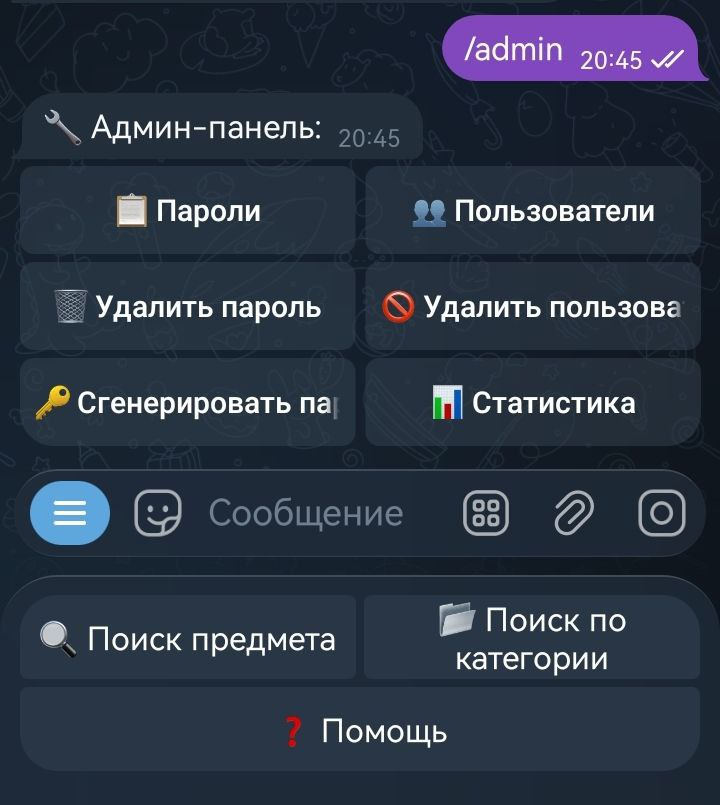 /admin 20:45
Админ-панель: 20:45
Пароли
Пользователи
Удалить пароль
Удалить пользова
Сгенерировать па
Статистика
Сообщение
Поиск предмета
Поиск по
категории
Помощь